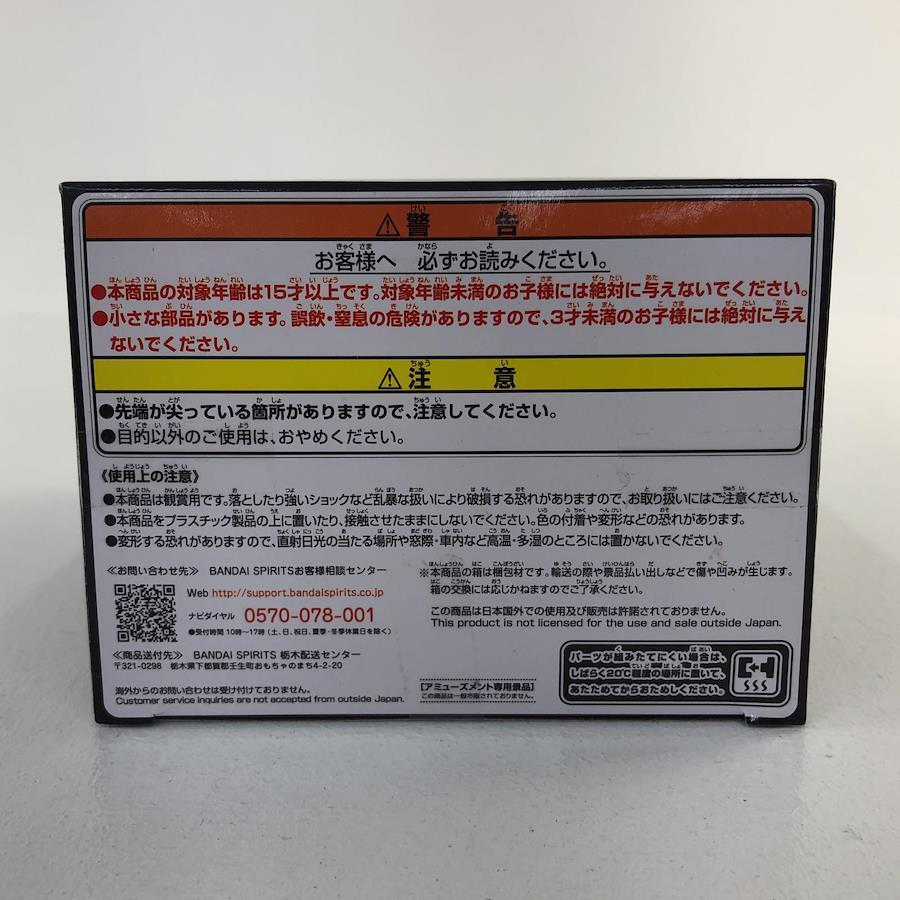 ⚠警告
お客様へ 必ずお読みください。
●本商品の対象年齢は15才以上です。対象年齢未満のお子様には絶対に与えないでください。
●小さな部品があります。誤飲・窒息の危険がありますので、3才未満のお子様には絶対に与え
ないでください。
⚠注意
●先端が尖っている箇所がありますので、注意してください。
●目的以外のご使用は、おやめください。
《使用上の注意》
●本商品は観賞用です。落としたり強いショックなど乱暴な扱いにより破損する恐れがありますので、お取り扱いにはご注意ください。
●本商品をプラスチック製品の上に置いたり、接触させたままにしないでください。色の付着や変形などの恐れがあります。
●変形する恐れがありますので、直射日光の当たる場所や窓際・車内など高温・多湿のところには置かないでください。
≪お問い合わせ先≫ BANDAI SPIRITSお客様相談センター
Web http://support.bandaispirits.co.jp
ナビダイヤル 0570-078-001
●受付時間 10時〜17時 (土、日、祝日、夏季・冬季休業日を除く)
≪商品送付先≫ BANDAI SPIRITS 栃木配送センター
〒321-0298 栃木県下都賀郡壬生町おもちゃのまち4-2-20
海外からのお問い合わせは受け付けておりません。
Customer service inquiries are not accepted from outside Japan.
※本商品の箱は梱包材です。輸送の際や景品払い出しなどで傷や凹みが生じます。
箱の交換には応じかねますのでご了承ください。
この商品は日本国外での使用及び販売は許諾されておりません。
This product is not licensed for the use and sale outside Japan.
[アミューズメント専用景品]
この商品は一般市販されておりません。
パーツが組みたてにくい場合は、
しばらく20℃程度の場所に置いて、
あたためてからおためしください。